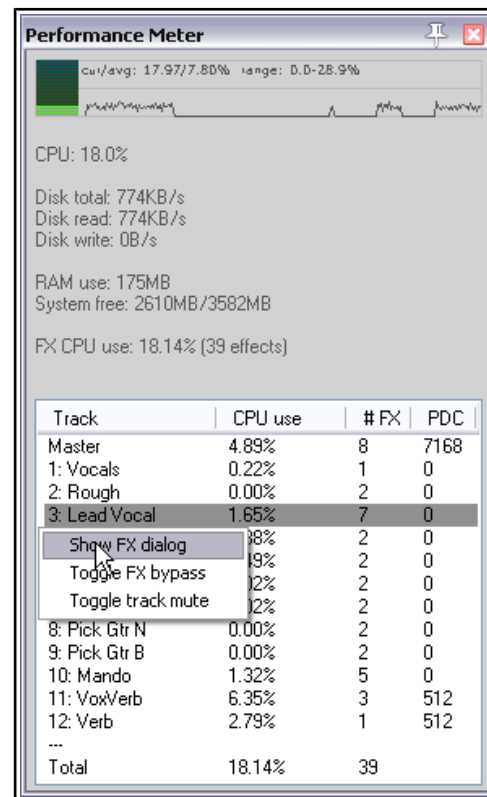 Performance Meter
cur/avg: 17.97/7.80% range: 0.0-28.9%
CPU: 18.0%
Disk total: 774KB/s
Disk read: 774KB/s
Disk write: 0B/s
RAM use: 175MB
System free: 2610MB/3582MB
FX CPU use: 18.14% (39 effects)
Track CPU use # FX PDC
Master 4.89% 8 7168
1: Vocals 0.22% 1 0
2: Rough 0.00% 2 0
3: Lead Vocal 1.65% 7 0
Show FX dialog 2 0
Toggle FX bypass 2 0
2 0
Toggle track mute 2 0
8: Pick Gtr N 0.00% 2 0
9: Pick Gtr B 0.00% 2 0
10: Mando 1.32% 5 0
11: VoxVerb 6.35% 3 512
12: Verb 2.79% 1 512
---
Total 18.14% 39